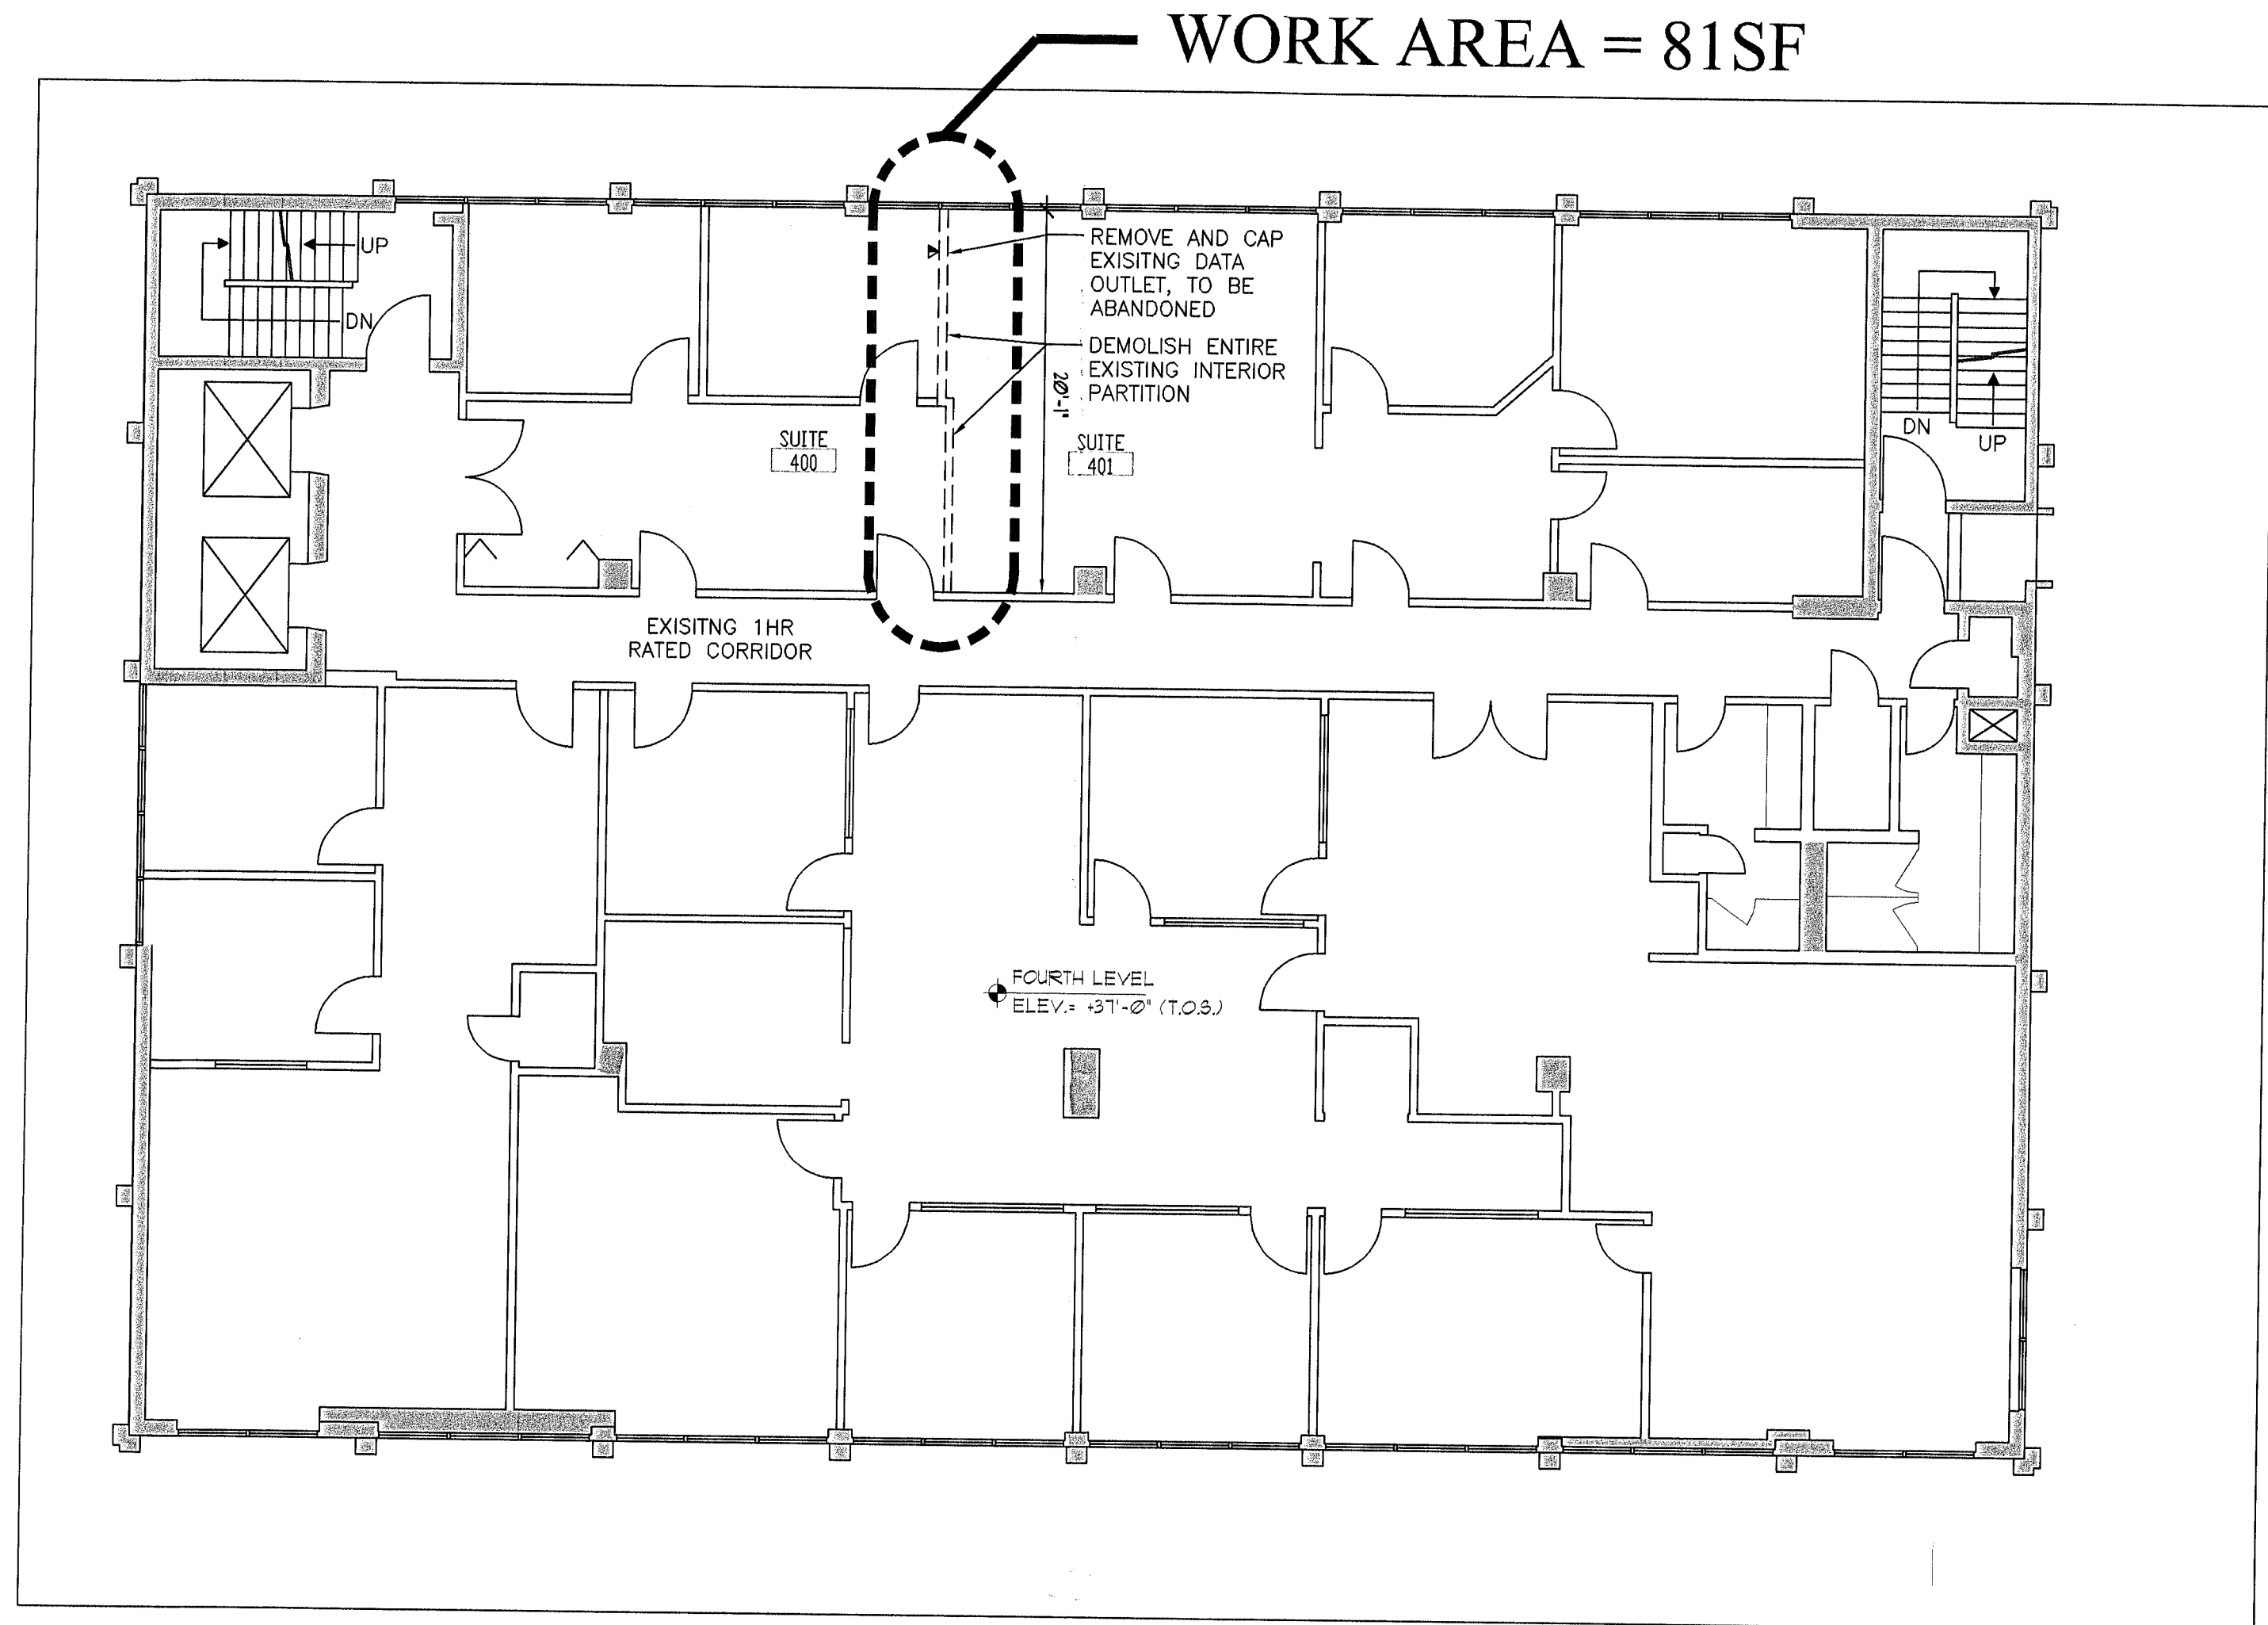 WORK AREA = 81SF
UP
DN
REMOVE AND CAP
EXISITNG DATA
OUTLET, TO BE
ABANDONED
DEMOLISH ENTIRE
EXISTING INTERIOR
PARTITION
20'-1"
SUITE
400
SUITE
401
DN
UP
EXISITNG 1HR
RATED CORRIDOR
FOURTH LEVEL
ELEV.= +37'-0" (T.O.S.)